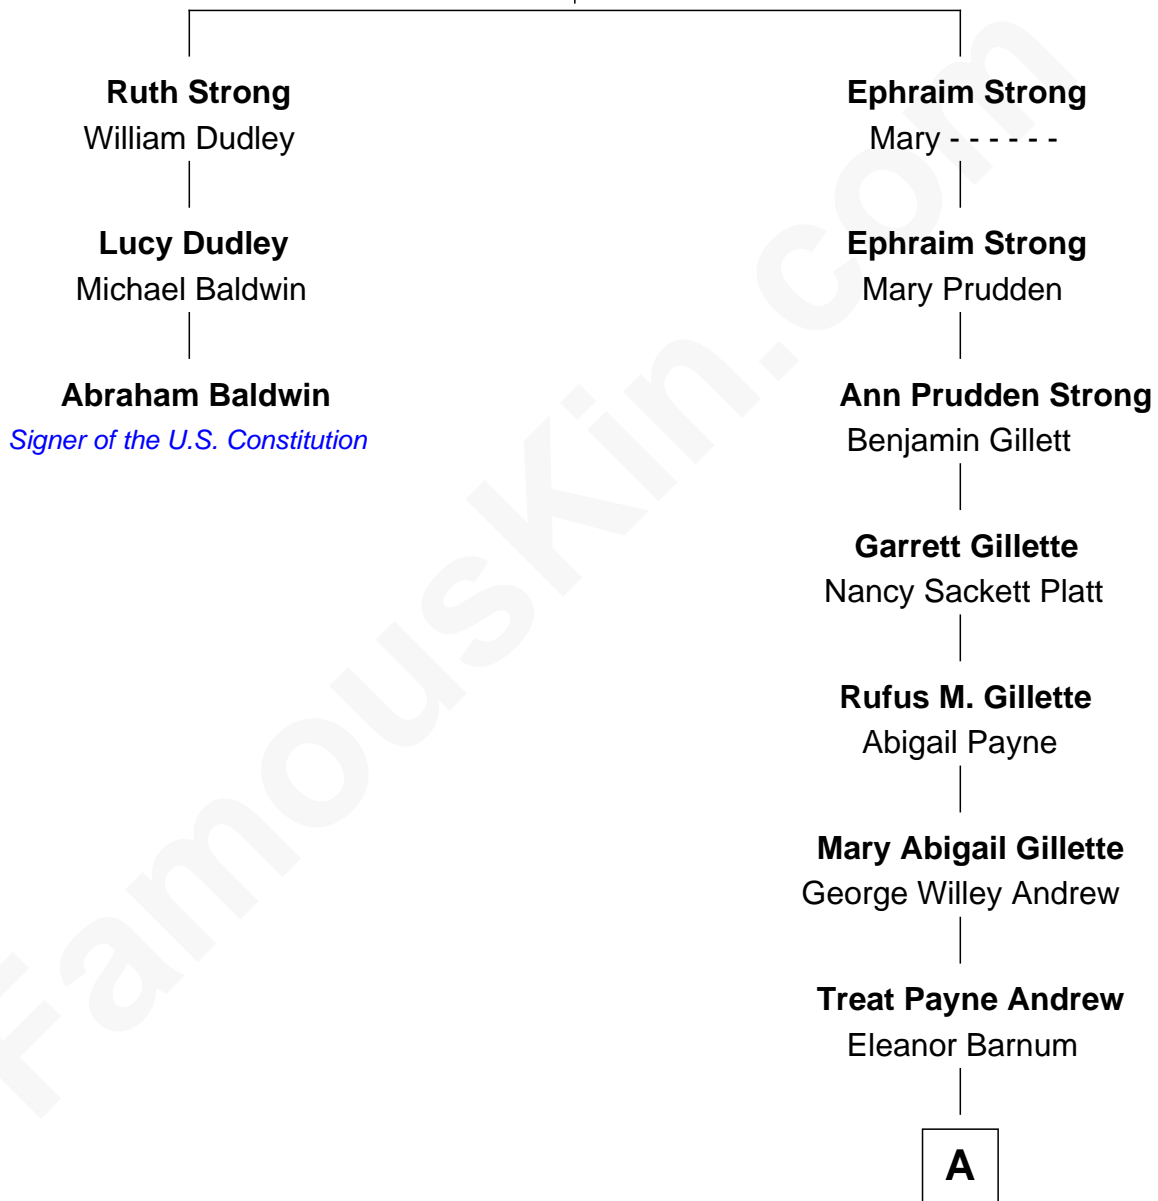 Ruth Strong
William Dudley
Lucy Dudley
Michael Baldwin
Abraham Baldwin
Signer of the U.S. Constitution
Ephraim Strong
Mary - - - - - -
Ephraim Strong
Mary Prudden
Ann Prudden Strong
Benjamin Gillett
Garrett Gillette
Nancy Sackett Platt
Rufus M. Gillette
Abigail Payne
Mary Abigail Gillette
George Willey Andrew
Treat Payne Andrew
Eleanor Barnum
A
FamousKin.com